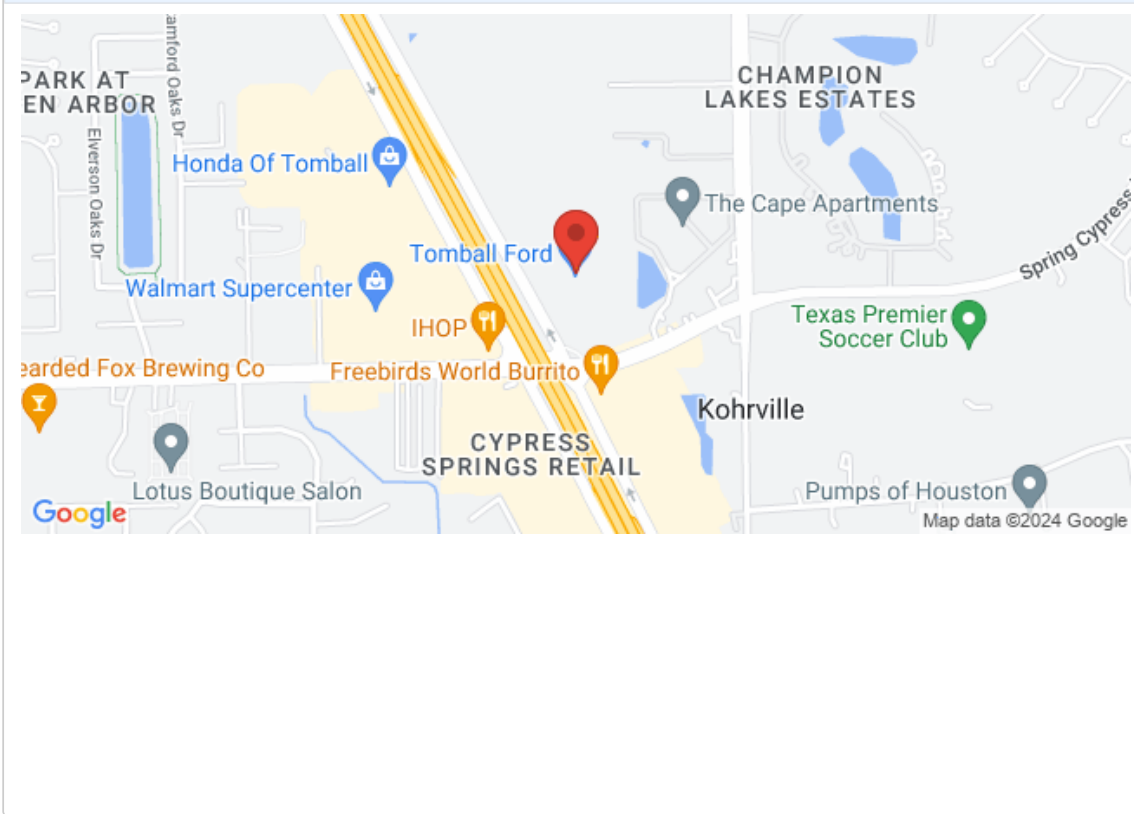 amford Oaks Dr
PARK AT
EN ARBOR
Elverson Oaks Dr
CHAMPION
LAKES ESTATES
Honda Of Tomball
The Cape Apartments
Tomball Ford
Spring Cypress
Walmart Supercenter
IHOP
Texas Premier
Soccer Club
earded Fox Brewing Co
Freebirds World Burrito
Kohrville
CYPRESS
SPRINGS RETAIL
Lotus Boutique Salon
Pumps of Houston
Google
Map data ©2024 Google